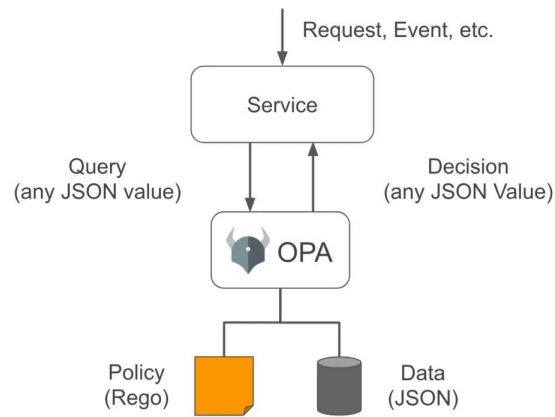 Request, Event, etc.
Service
Query
(any JSON value)
Decision
(any JSON Value)
OPA
Policy
(Rego)
Data
(JSON)